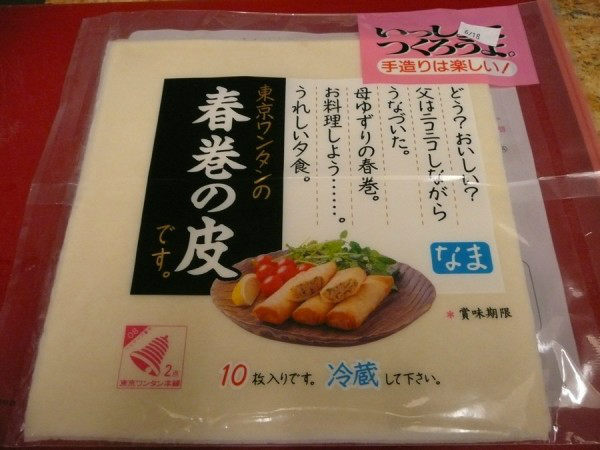 いっしょに
つくろうよ。
6/18
手造りは楽しい!
どう?おいしい?
父はニコニコしながら
うなづいた。
母ゆずりの春巻。
お料理しよう……。
うれしい夕食。
東京ワンタンの
春巻の皮
です。
なま
*賞味期限
10枚入りです。冷蔵して下さい。
2点
東京ワンタン本舗